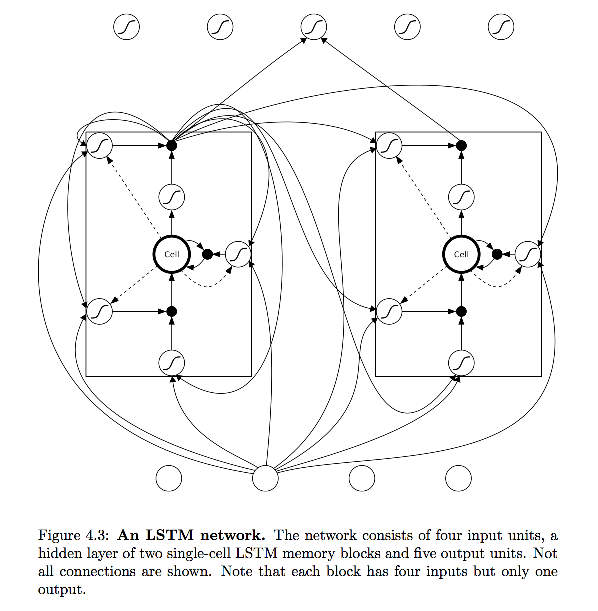 Cell
Cell
Figure 4.3: An LSTM network. The network consists of four input units, a
hidden layer of two single-cell LSTM memory blocks and five output units. Not
all connections are shown. Note that each block has four inputs but only one
output.